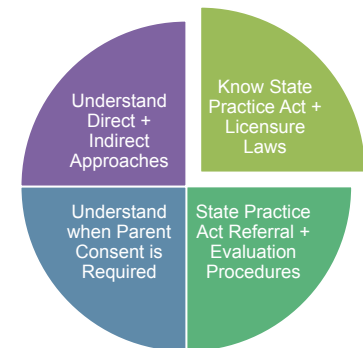 Understand
Direct +
Indirect
Approaches
Know State
Practice Act +
Licensure
Laws
Understand
when Parent
Consent is
Required
State Practice
Act Referral +
Evaluation
Procedures